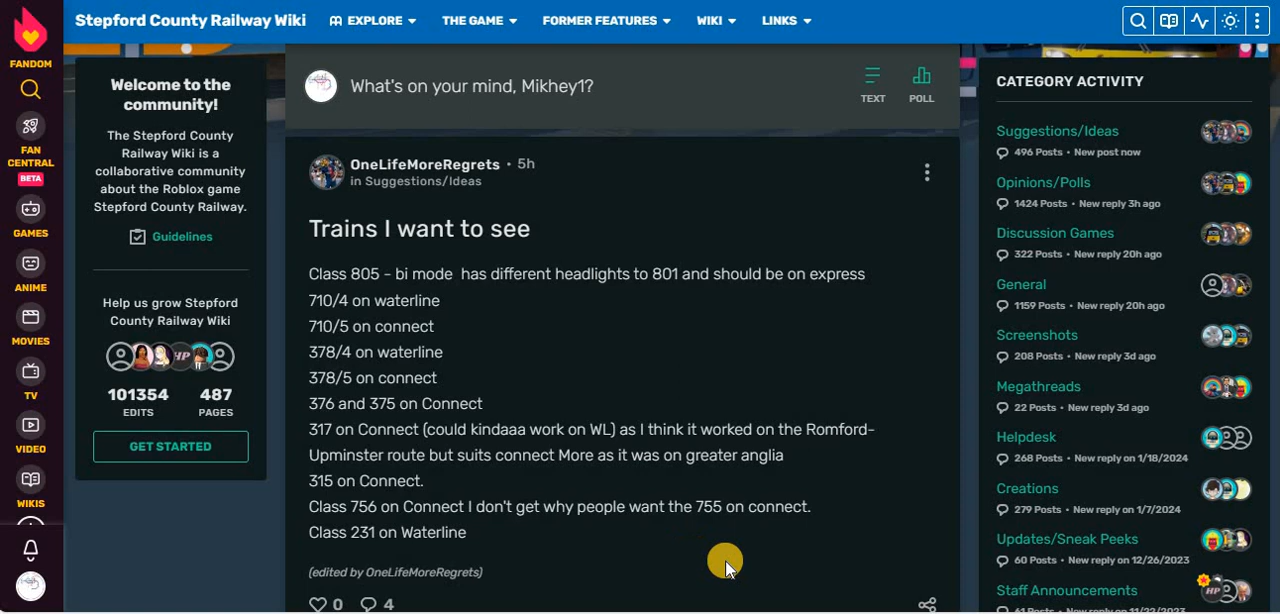 Stepford County Railway Wiki
EXPLORE
THE GAME
FORMER FEATURES
WIKI
LINKS
FANDOM
FAN CENTRAL
BETA
GAMES
ANIME
MOVIES
TV
VIDEO
WIKIS
Welcome to the
community!
The Stepford County
Railway Wiki is a
collaborative community
about the Roblox game
Stepford County Railway.
Guidelines
Help us grow Stepford
County Railway Wiki
HP
101354
EDITS
487
PAGES
GET STARTED
What's on your mind, Mikhey1?
TEXT
POLL
OneLifeMoreRegrets • 5h
in Suggestions/Ideas
Trains I want to see
Class 805 - bi mode has different headlights to 801 and should be on express
710/4 on waterline
710/5 on connect
378/4 on waterline
378/5 on connect
376 and 375 on Connect
317 on Connect (could kindaaa work on WL) as I think it worked on the Romford-
Upminster route but suits connect More as it was on greater anglia
315 on Connect.
Class 756 on Connect I don't get why people want the 755 on connect.
Class 231 on Waterline
(edited by OneLifeMoreRegrets)
0
4
CATEGORY ACTIVITY
Suggestions/Ideas
496 Posts • New post now
Opinions/Polls
1424 Posts • New reply 3h ago
Discussion Games
322 Posts • New reply 20h ago
General
1159 Posts • New reply 20h ago
Screenshots
208 Posts • New reply 3d ago
Megathreads
22 Posts • New reply 3d ago
Helpdesk
268 Posts • New reply on 1/18/2024
Creations
279 Posts • New reply on 1/7/2024
Updates/Sneak Peeks
60 Posts • New reply on 12/26/2023
Staff Announcements
HP
61 Posts • New reply on 11/22/2023